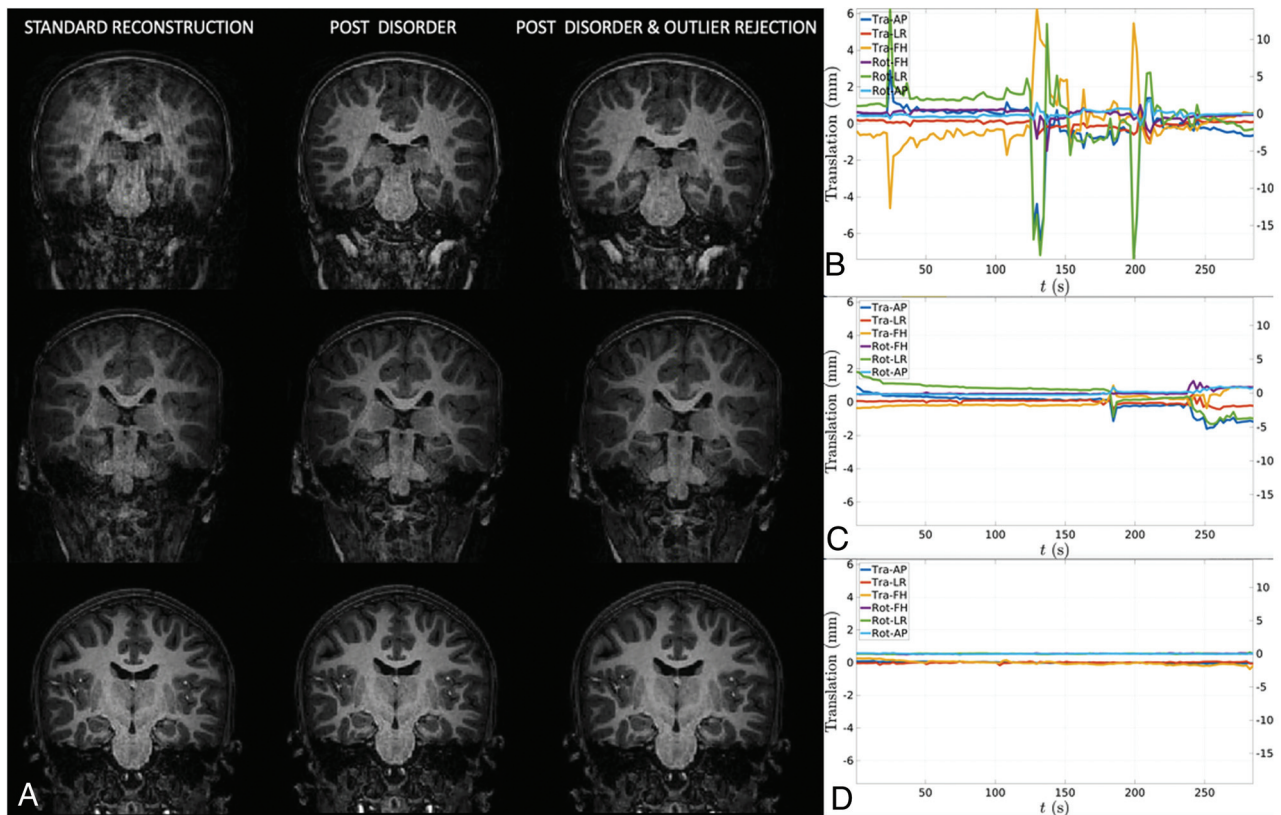 STANDARD RECONSTRUCTION
POST DISORDER
POST DISORDER & OUTLIER REJECTION
A
B
Tra-AP
Tra-LR
Tra-FH
Rot-FH
Rot-LR
Rot-AP
Translation (mm)
6
4
2
0
-2
-4
-6
10
5
0
-5
-10
-15
50
100
150
200
250
t (s)
C
Tra-AP
Tra-LR
Tra-FH
Rot-FH
Rot-LR
Rot-AP
Translation (mm)
6
4
2
0
-2
-4
-6
10
5
0
-5
-10
-15
50
100
150
200
250
t (s)
D
Tra-AP
Tra-LR
Tra-FH
Rot-FH
Rot-LR
Rot-AP
Translation (mm)
6
4
2
0
-2
-4
-6
10
5
0
-5
-10
-15
50
100
150
200
250
t (s)